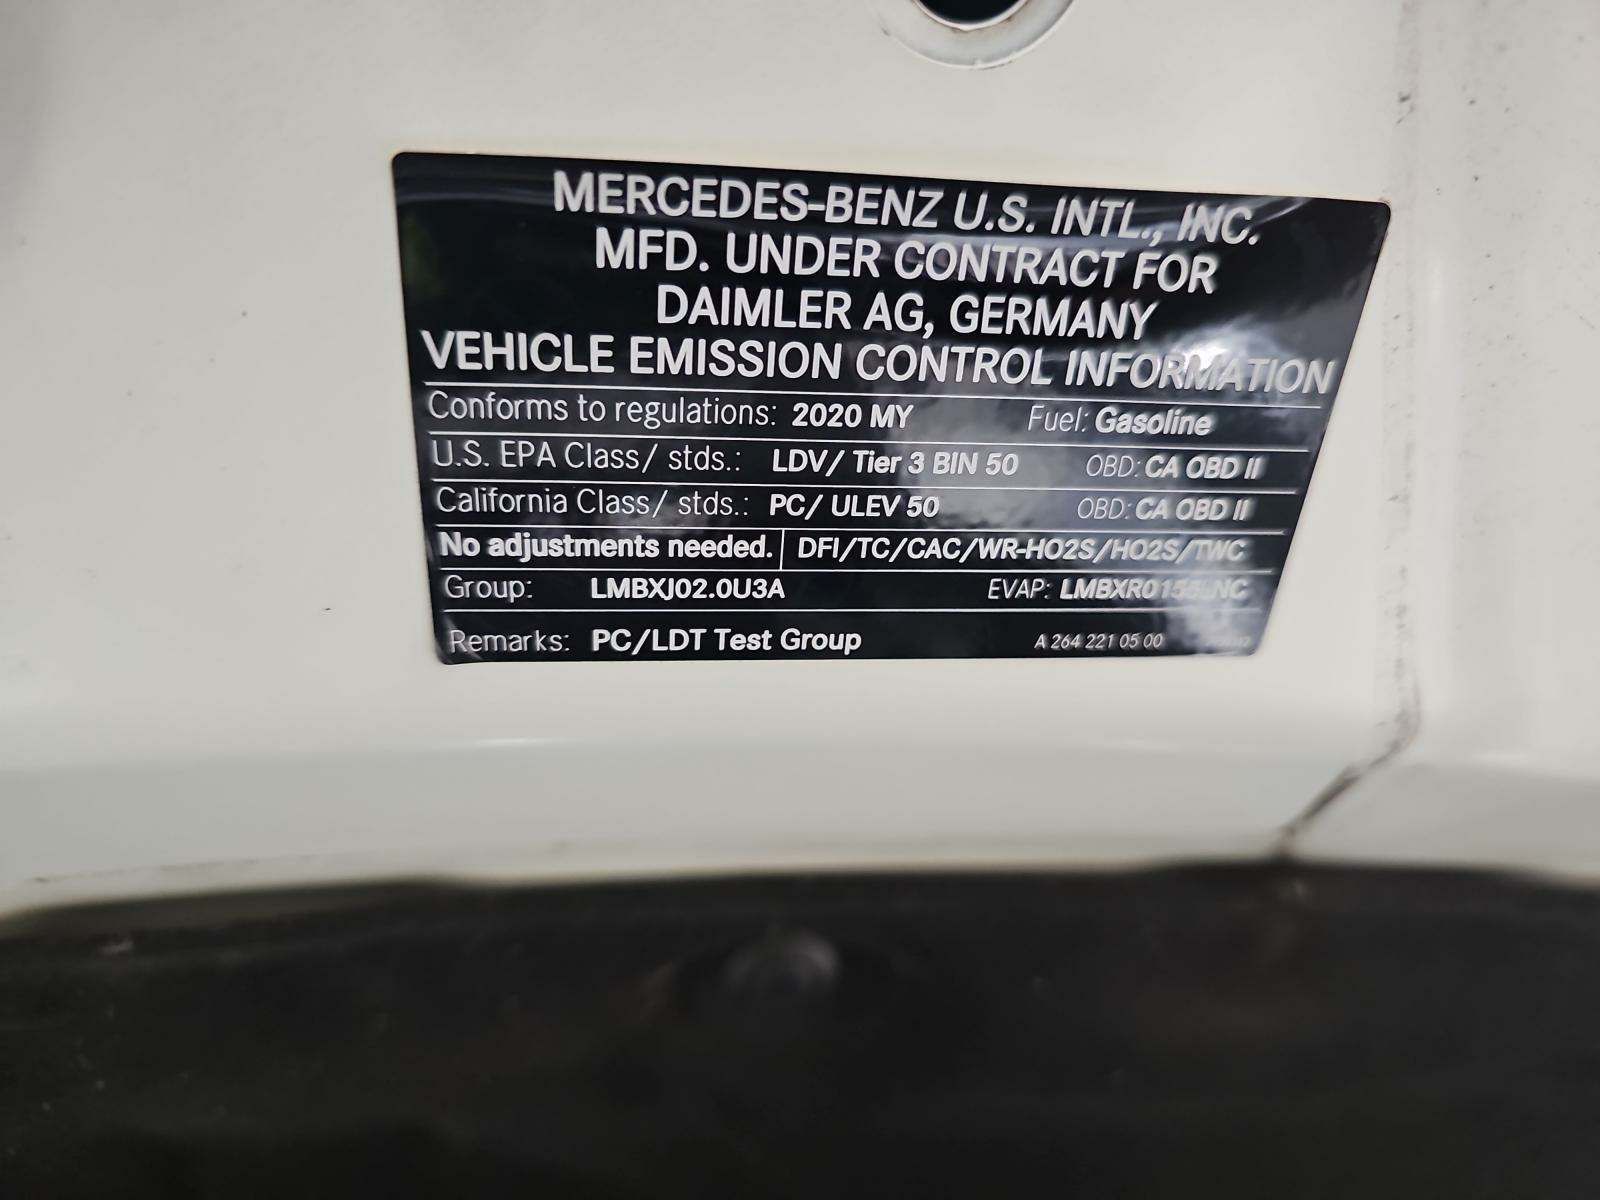 MERCEDES-BENZ U.S. INTL., INC.
MFD. UNDER CONTRACT FOR
DAIMLER AG, GERMANY
VEHICLE EMISSION CONTROL INFORMATION
Conforms to regulations: 2020 MY Fuel: Gasoline
U.S. EPA Class/ stds.: LDV/ Tier 3 BIN 50 OBD: CA OBD II
California Class/ stds.: PC/ ULEV 50 OBD: CA OBD II
No adjustments needed. DFI/TC/CAC/WR-HO2S/HO2S/TWC
Group: LMBXJ02.0U3A EVAP:
Remarks: PC/LDT Test Group A 264 221 05 00